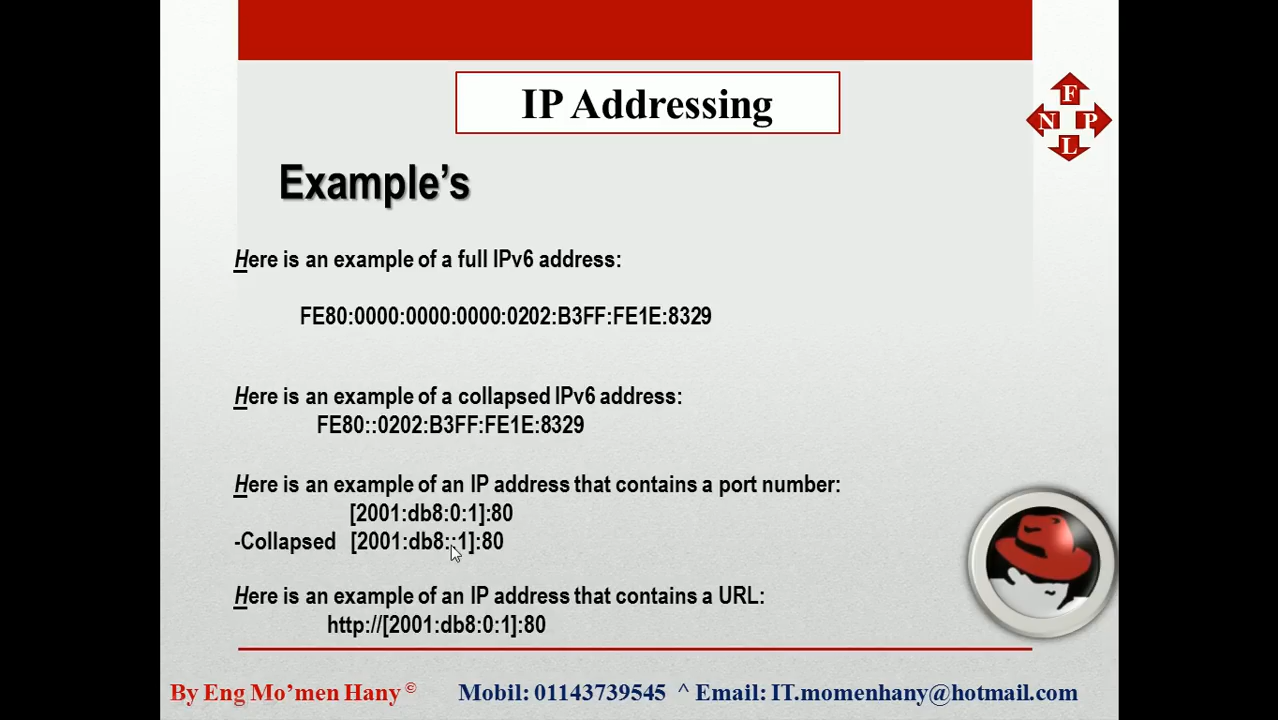 IP Addressing
F
N P
L
Example’s
Here is an example of a full IPv6 address:
FE80:0000:0000:0000:0202:B3FF:FE1E:8329
Here is an example of a collapsed IPv6 address:
FE80::0202:B3FF:FE1E:8329
Here is an example of an IP address that contains a port number:
[2001:db8:0:1]:80
-Collapsed [2001:db8::1]:80
Here is an example of an IP address that contains a URL:
http://[2001:db8:0:1]:80
By Eng Mo’men Hany © Mobil: 01143739545 ^ Email: IT.momenhany@hotmail.com